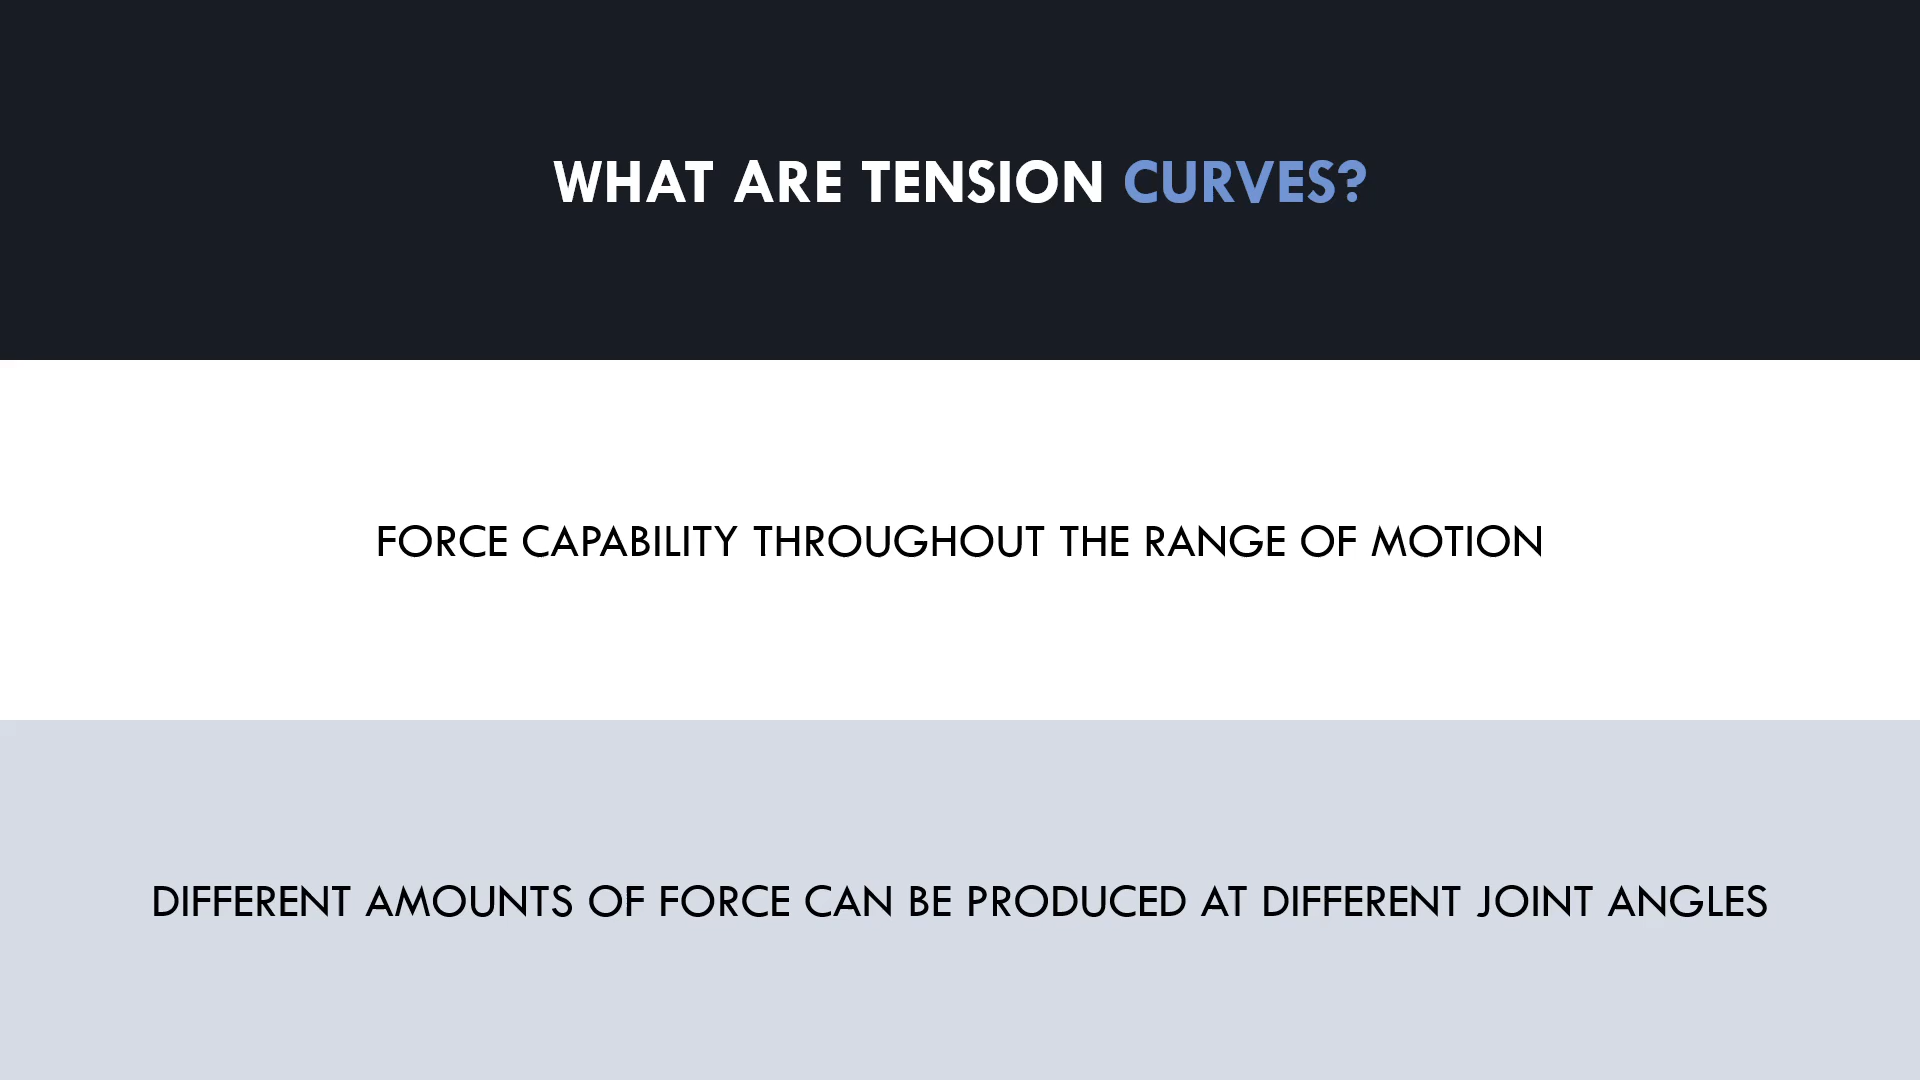 WHAT ARE TENSION CURVES?
FORCE CAPABILITY THROUGHOUT THE RANGE OF MOTION
DIFFERENT AMOUNTS OF FORCE CAN BE PRODUCED AT DIFFERENT JOINT ANGLES